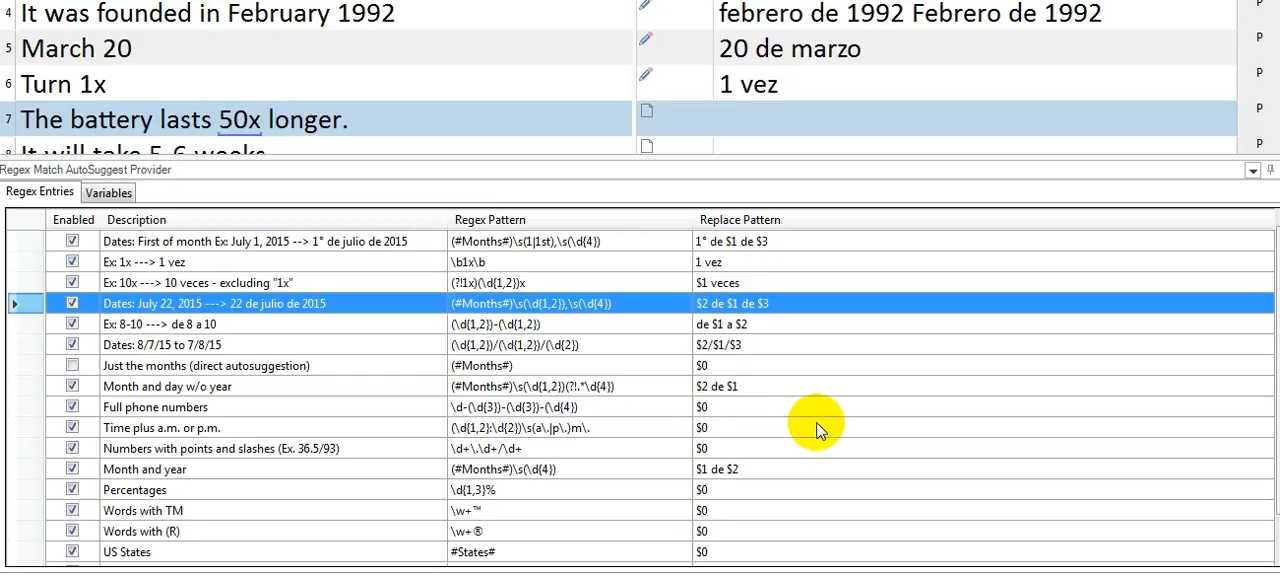 4 It was founded in February 1992 febrero de 1992 Febrero de 1992 P
5 March 20 20 de marzo P
6 Turn 1x 1 vez P
7 The battery lasts 50x longer. P
8 It will take 5-6 weeks P
Regex Match AutoSuggest Provider
Regex Entries Variables
Enabled Description Regex Pattern Replace Pattern
Dates: First of month Ex: July 1, 2015 --> 1° de julio de 2015 (#Months#)\s(1|1st),\s(\d{4}) 1° de $1 de $3
Ex: 1x ---> 1 vez \b1x\b 1 vez
Ex: 10x ---> 10 veces - excluding "1x" (?!1x)(\d{1,2})x $1 veces
Dates: July 22, 2015 ---> 22 de julio de 2015 (#Months#)\s(\d{1,2}),\s(\d{4}) $2 de $1 de $3
Ex: 8-10 ---> de 8 a 10 (\d{1,2})-(\d{1,2}) de $1 a $2
Dates: 8/7/15 to 7/8/15 (\d{1,2})/(\d{1,2})/(\d{2}) $2/$1/$3
Just the months (direct autosuggestion) (#Months#) $0
Month and day w/o year (#Months#)\s(\d{1,2})(?!.*\d{4}) $2 de $1
Full phone numbers \d-(\d{3})-(\d{3})-(\d{4}) $0
Time plus a.m. or p.m. (\d{1,2}:\d{2})\s(a\.|p\.)m\. $0
Numbers with points and slashes (Ex. 36.5/93) \d+\.\d+/\d+ $0
Month and year (#Months#)\s(\d{4}) $1 de $2
Percentages \d{1,3}% $0
Words with TM \w+™ $0
Words with (R) \w+® $0
US States #States# $0